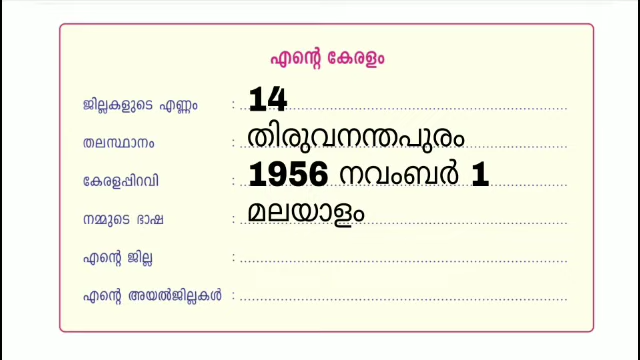 എന്റെ കേരളം
ജില്ലകളുടെ എണ്ണം : 14
തലസ്ഥാനം : തിരുവനന്തപുരം
കേരളപ്പിറവി : 1956 നവംബർ 1
നമ്മുടെ ഭാഷ : മലയാളം
എന്റെ ജില്ല :
എന്റെ അയൽജില്ലകൾ :